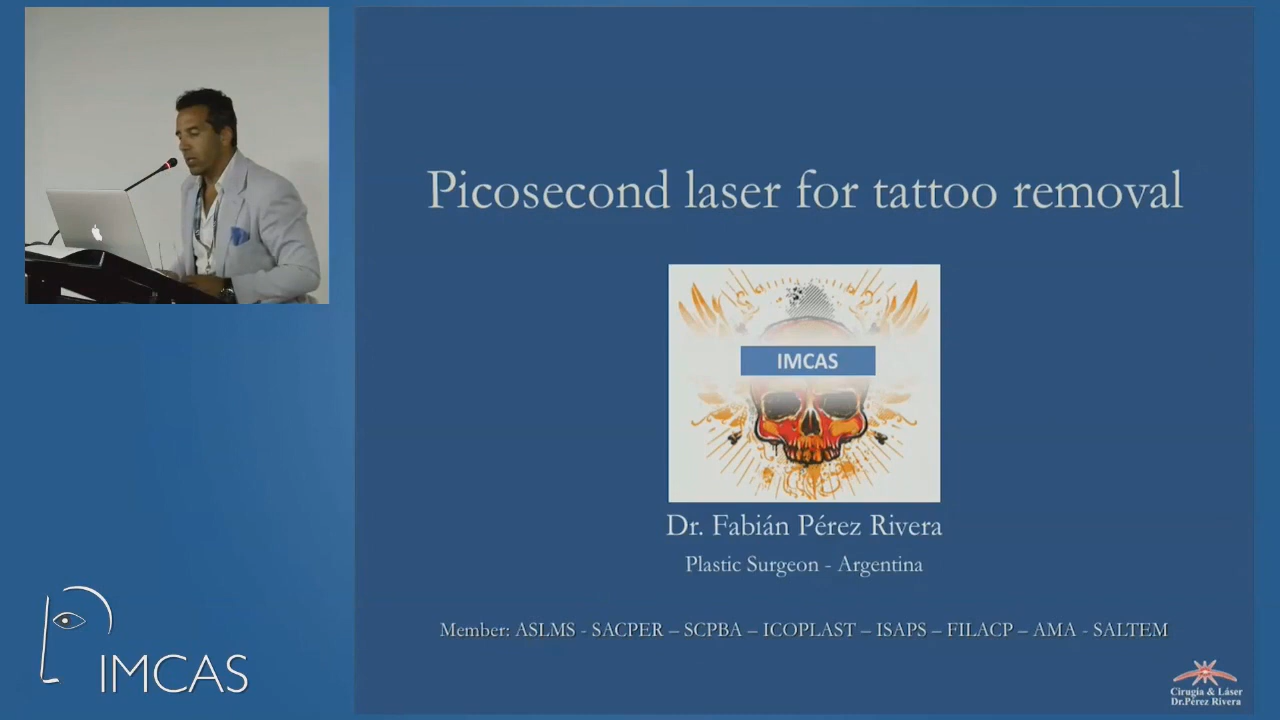 Picosecond laser for tattoo removal
IMCAS
Dr. Fabián Pérez Rivera
Plastic Surgeon - Argentina
Member: ASLMS - SACPER – SCPBA – ICOPLAST – ISAPS – FILACP – AMA - SALTEM
Cirugía & Láser
Dr.Pérez Rivera
IMCAS